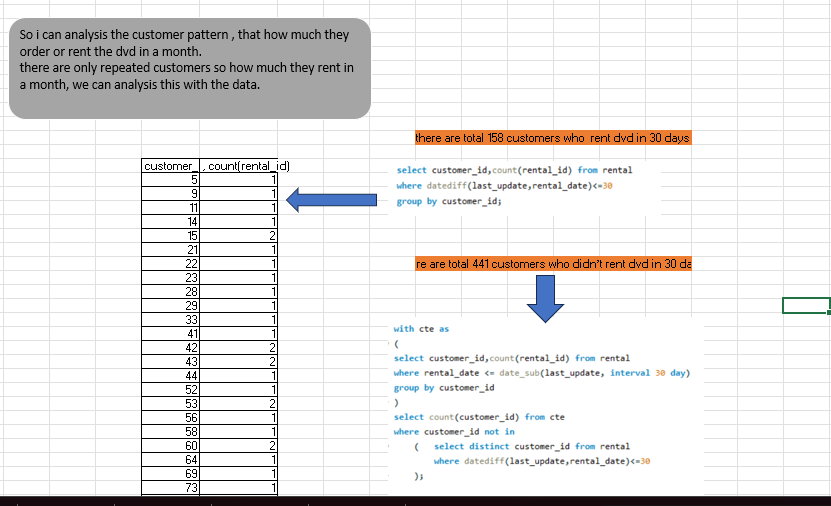 So i can analysis the customer pattern , that how much they
order or rent the dvd in a month.
there are only repeated customers so how much they rent in
a month, we can analysis this with the data.
there are total 158 customers who rent dvd in 30 days
customer_ , count(rental_id)
5 1
9 1
11 1
14 1
15 2
21 1
22 1
23 1
28 1
29 1
33 1
41 1
42 2
43 2
44 1
52 1
53 2
56 1
58 1
60 2
64 1
69 1
73 1
select customer_id,count(rental_id) from rental
where datediff(last_update,rental_date)<=30
group by customer_id;
re are total 441 customers who didn't rent dvd in 30 da
with cte as
(
select customer_id,count(rental_id) from rental
where rental_date <= date_sub(last_update, interval 30 day)
group by customer_id
)
select count(customer_id) from cte
where customer_id not in
( select distinct customer_id from rental
where datediff(last_update,rental_date)<=30
);